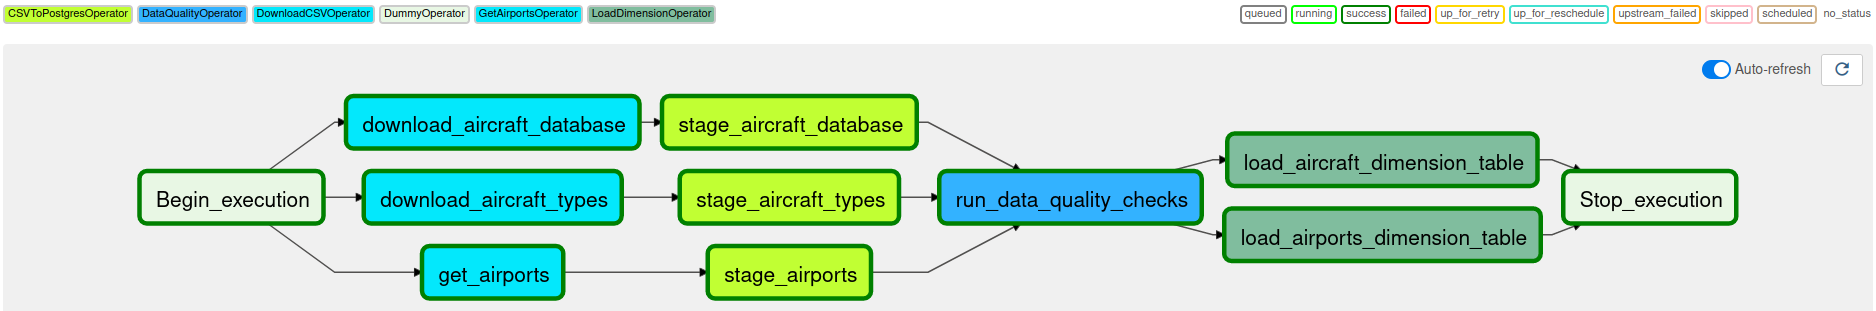 CSVToPostgresOperator DataQualityOperator DownloadCSVOperator DummyOperator GetAirportsOperator LoadDimensionOperator queued running success failed up_for_retry up_for_reschedule upstream_failed skipped scheduled no_status
Auto-refresh
download_aircraft_database stage_aircraft_database
load_aircraft_dimension_table
Begin_execution download_aircraft_types stage_aircraft_types run_data_quality_checks Stop_execution
load_airports_dimension_table
get_airports stage_airports